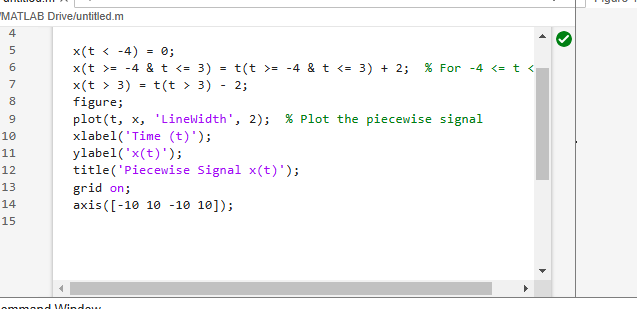 /MATLAB Drive/untitled.m
4
5 x(t < -4) = 0;
6 x(t >= -4 & t <= 3) = t(t >= -4 & t <= 3) + 2; % For -4 <= t <
7 x(t > 3) = t(t > 3) - 2;
8 figure;
9 plot(t, x, 'LineWidth', 2); % Plot the piecewise signal
10 xlabel('Time (t)');
11 ylabel('x(t)');
12 title('Piecewise Signal x(t)');
13 grid on;
14 axis([-10 10 -10 10]);
15